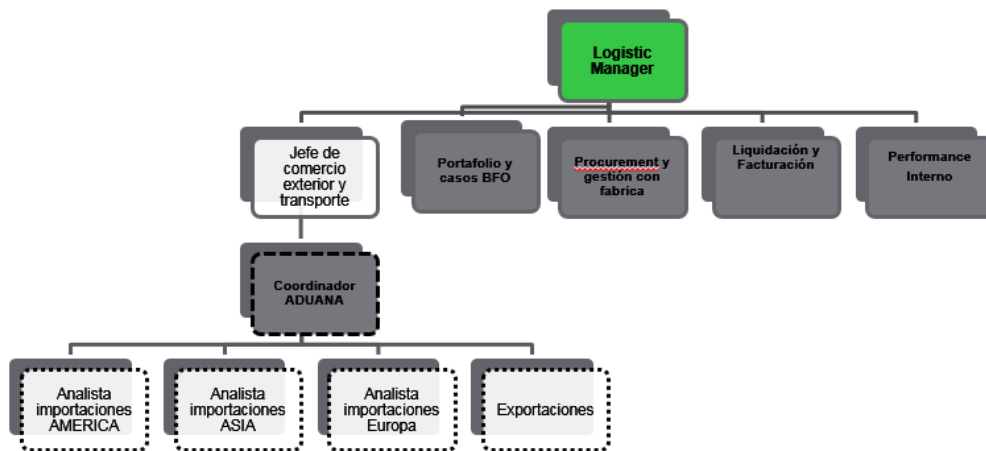 Logistic
Manager
Jefe de
comercio
exterior y
transporte
Portafolio y
casos BFO
Procurement y
gestión con
fabrica
Liquidación y
Facturación
Performance
Interno
Coordinador
ADUANA
Analista
importaciones
AMERICA
Analista
importaciones
ASIA
Analista
importaciones
Europa
Exportaciones